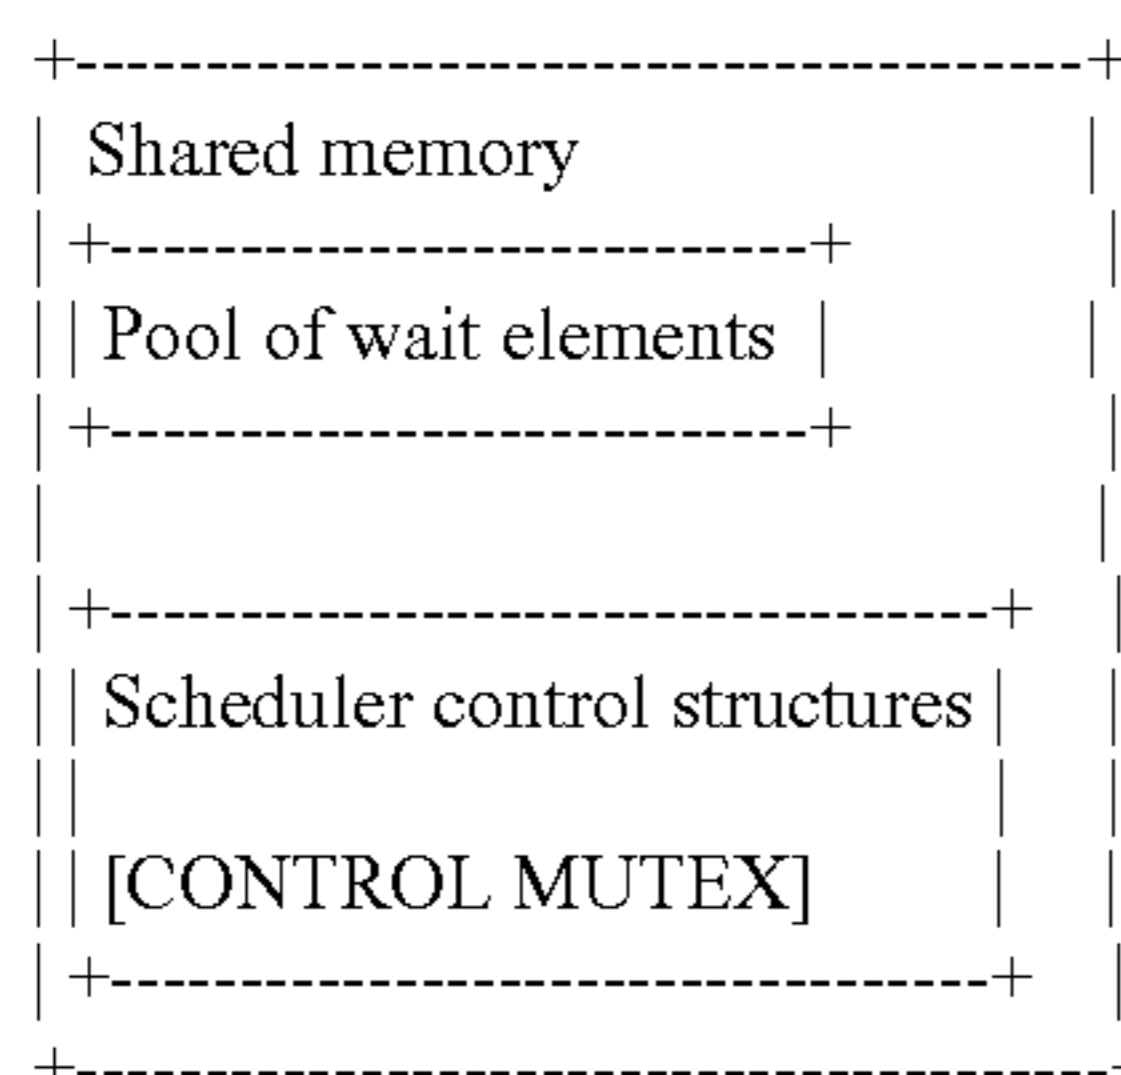 +---------------------------------------+
| Shared memory |
| +---------------------------+ |
| | Pool of wait elements | |
| +---------------------------+ |
| |
| +----------------------------------+ |
| | Scheduler control structures | |
| | | |
| | [CONTROL MUTEX] | |
| +----------------------------------+ |
+----------------------------------------+